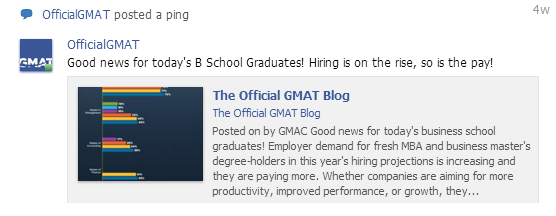 OfficialGMAT posted a ping
4w
GMAT
OfficialGMAT
Good news for today's B School Graduates! Hiring is on the rise, so is the pay!
The Official GMAT Blog
The Official GMAT Blog
Posted on by GMAC Good news for today's business school
graduates! Employer demand for fresh MBA and business master's
degree-holders in this year's hiring projections is increasing and
they are paying more. Whether companies are aiming for more
productivity, improved performance, or growth, they...